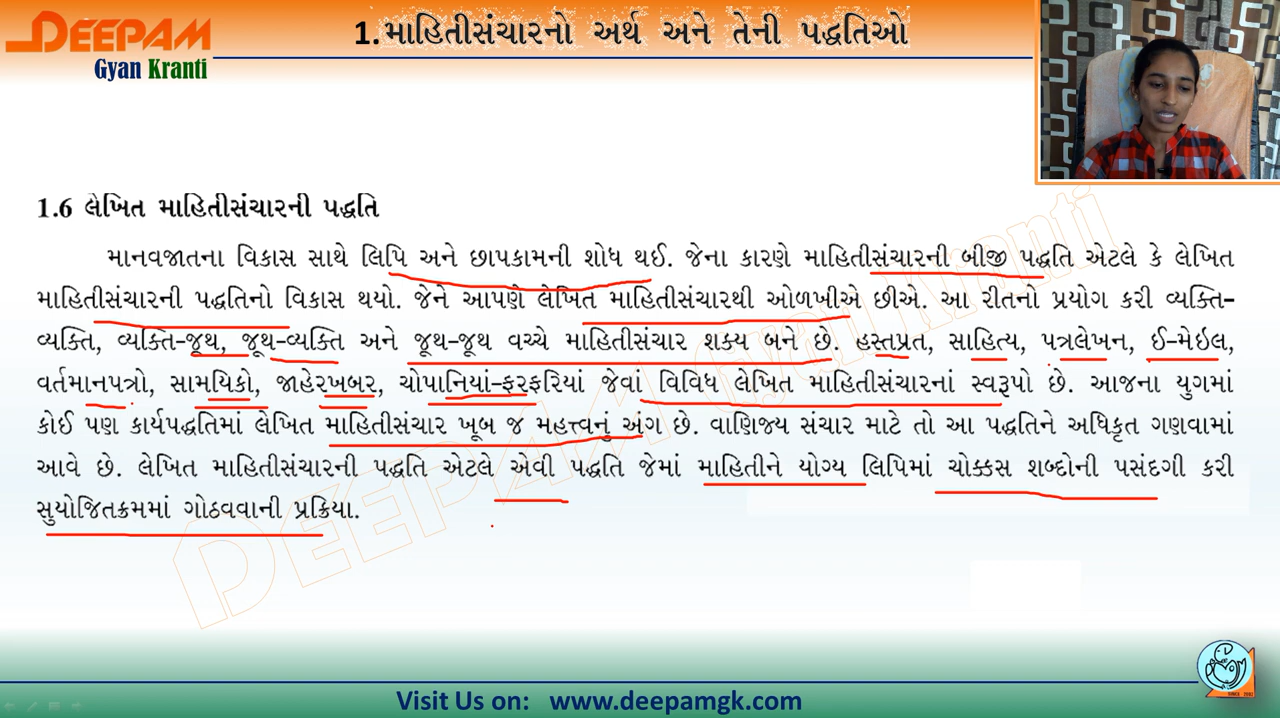 DEEPAM
Gyan Kranti
1.માહિતીસંચારનો અર્થ અને તેની પદ્ધતિઓ
1.6 લેખિત માહિતીસંચારની પદ્ધતિ
માનવજાતના વિકાસ સાથે લિપિ અને છાપકામની શોધ થઈ. જેના કારણે માહિતીસંચારની બીજી પદ્ધતિ એટલે કે લેખિત
માહિતીસંચારની પદ્ધતિનો વિકાસ થયો. જેને આપણે લેખિત માહિતીસંચારથી ઓળખીએ છીએ. આ રીતનો પ્રયોગ કરી વ્યક્તિ-
વ્યક્તિ, વ્યક્તિ-જૂથ, જૂથ-વ્યક્તિ અને જૂથ-જૂથ વચ્ચે માહિતીસંચાર શક્ય બને છે. હસ્તપ્રત, સાહિત્ય, પત્રલેખન, ઈ-મેઇલ,
વર્તમાનપત્રો, સામયિકો, જાહેરખબર, ચોપાનિયાં-ફરફરિયાં જેવાં વિવિધ લેખિત માહિતીસંચારનાં સ્વરૂપો છે. આજના યુગમાં
કોઈ પણ કાર્યપદ્ધતિમાં લેખિત માહિતીસંચાર ખૂબ જ મહત્ત્વનું અંગ છે. વાણિજ્ય સંચાર માટે તો આ પદ્ધતિને અધિકૃત ગણવામાં
આવે છે. લેખિત માહિતીસંચારની પદ્ધતિ એટલે એવી પદ્ધતિ જેમાં માહિતીને યોગ્ય લિપિમાં ચોક્કસ શબ્દોની પસંદગી કરી
સુયોજિતક્રમમાં ગોઠવવાની પ્રક્રિયા.
DEEPAM Gyan Kranti
Visit Us on: www.deepamgk.com